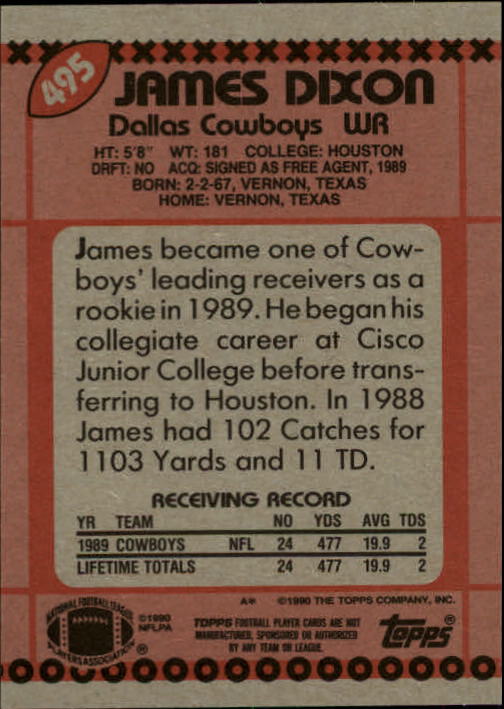 495
JAMES DIXON
Dallas Cowboys WR
HT: 5'8" WT: 181 COLLEGE: HOUSTON
DRFT: NO ACQ: SIGNED AS FREE AGENT, 1989
BORN: 2-2-67, VERNON, TEXAS
HOME: VERNON, TEXAS
James became one of Cow-
boys' leading receivers as a
rookie in 1989. He began his
collegiate career at Cisco
Junior College before trans-
ferring to Houston. In 1988
James had 102 Catches for
1103 Yards and 11 TD.
RECEIVING RECORD
YR TEAM NO YDS AVG TDS
1989 COWBOYS NFL 24 477 19.9 2
LIFETIME TOTALS 24 477 19.9 2
A* ©1990 THE TOPPS COMPANY, INC.
NATIONAL FOOTBALL LEAGUE
PLAYERS ASSOCIATION ®
©1990
NFLPA
TOPPS FOOTBALL PLAYER CARDS ARE NOT
MANUFACTURED, SPONSORED OR AUTHORIZED
BY ANY TEAM OR LEAGUE.
topps®